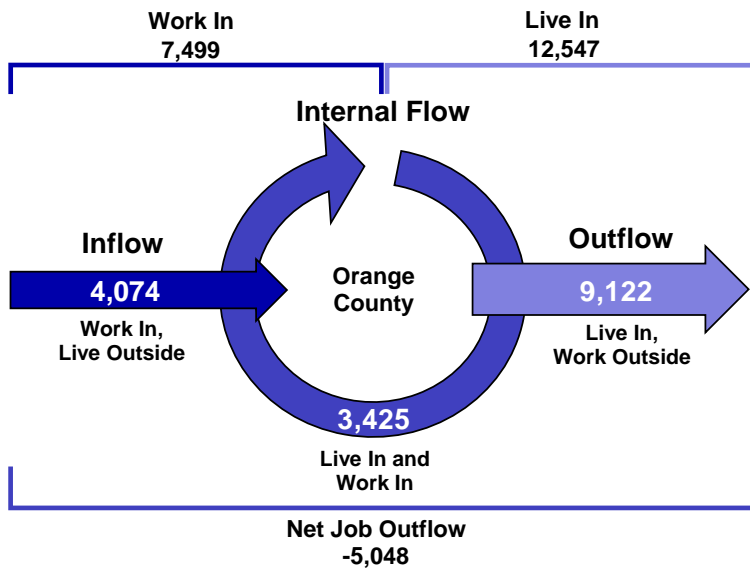 Work In
7,499
Live In
12,547
Internal Flow
Inflow
4,074
Work In,
Live Outside
Orange
County
Outflow
9,122
Live In,
Work Outside
3,425
Live In and
Work In
Net Job Outflow
-5,048